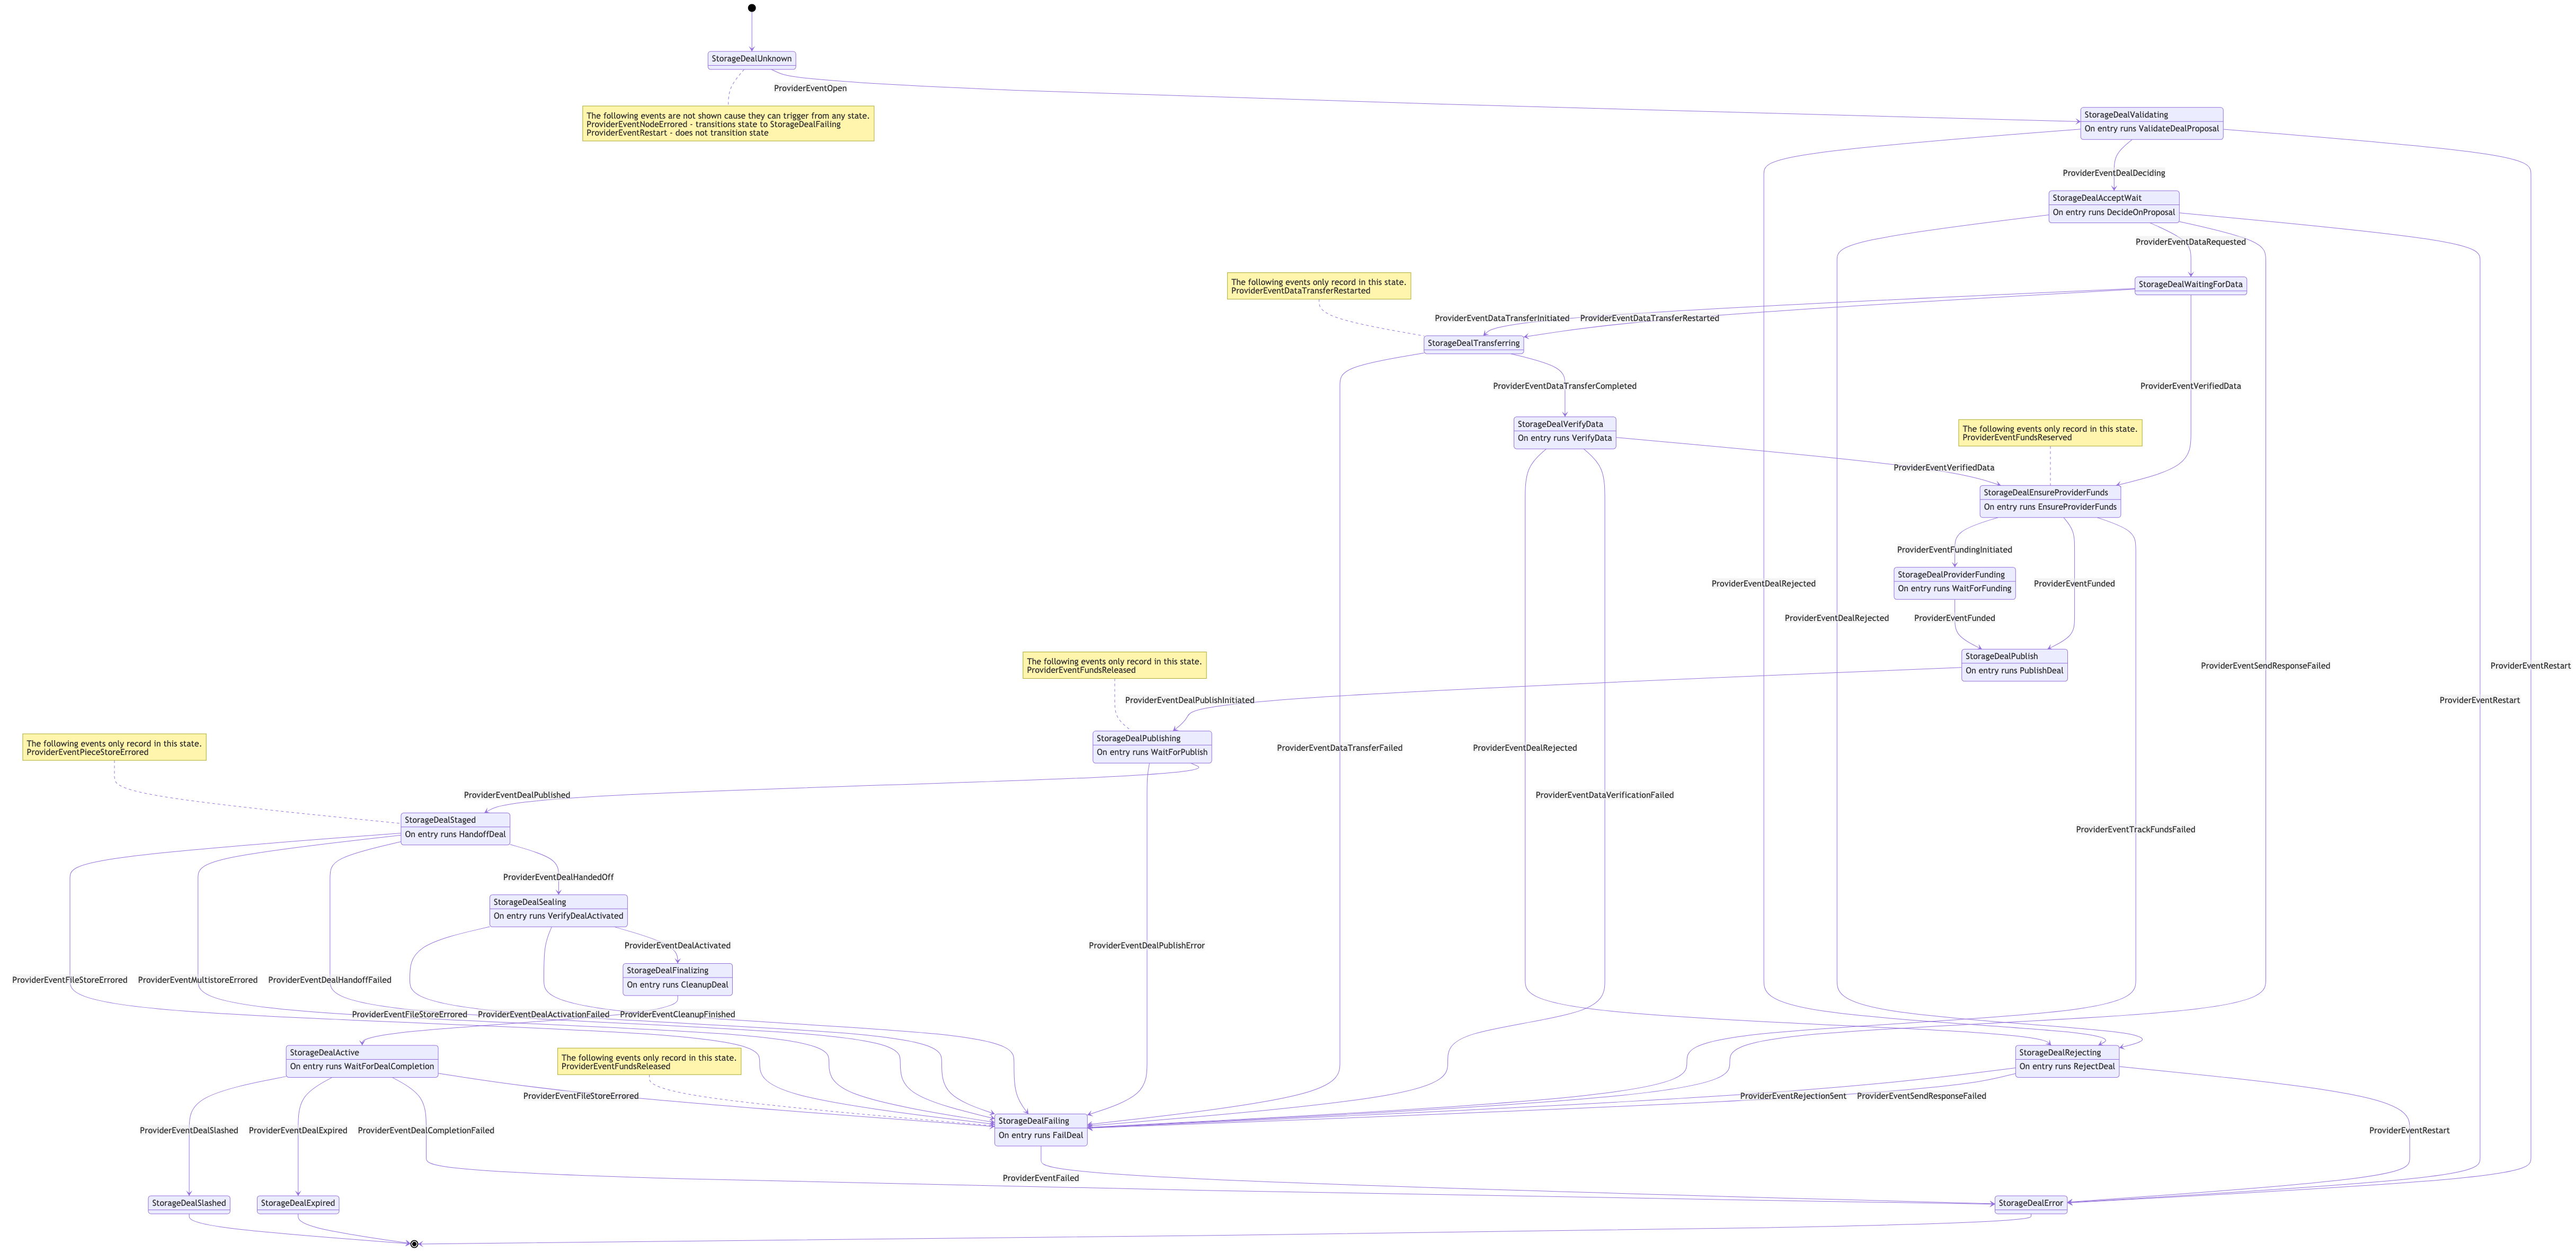 StorageDealUnknown
ProviderEventOpen
The following events are not shown cause they can trigger from any state.
ProviderEventNodeErrored - transitions state to StorageDealFailing
ProviderEventRestart - does not transition state
StorageDealValidating
On entry runs ValidateDealProposal
ProviderEventDealDeciding
StorageDealAcceptWait
On entry runs DecideOnProposal
ProviderEventDataRequested
The following events only record in this state.
ProviderEventDataTransferRestarted
StorageDealWaitingForData
ProviderEventDataTransferInitiated
ProviderEventDataTransferRestarted
StorageDealTransferring
ProviderEventDataTransferCompleted
ProviderEventVerifiedData
StorageDealVerifyData
On entry runs VerifyData
The following events only record in this state.
ProviderEventFundsReserved
ProviderEventVerifiedData
StorageDealEnsureProviderFunds
On entry runs EnsureProviderFunds
ProviderEventFundingInitiated
StorageDealProviderFunding
On entry runs WaitForFunding
ProviderEventDealRejected
ProviderEventFunded
ProviderEventDealRejected
ProviderEventFunded
StorageDealPublish
On entry runs PublishDeal
The following events only record in this state.
ProviderEventFundsReleased
ProviderEventSendResponseFailed
ProviderEventRestart
ProviderEventDealPublishInitiated
ProviderEventRestart
StorageDealPublishing
On entry runs WaitForPublish
The following events only record in this state.
ProviderEventPieceStoreErrored
ProviderEventDataTransferFailed
ProviderEventDealRejected
ProviderEventDealPublished
ProviderEventDataVerificationFailed
StorageDealStaged
On entry runs HandoffDeal
ProviderEventTrackFundsFailed
ProviderEventDealHandedOff
StorageDealSealing
On entry runs VerifyDealActivated
ProviderEventDealActivated
ProviderEventDealPublishError
StorageDealFinalizing
On entry runs CleanupDeal
ProviderEventFileStoreErrored
ProviderEventMultistoreErrored
ProviderEventDealHandoffFailed
ProviderEventFileStoreErrored
ProviderEventDealActivationFailed
ProviderEventCleanupFinished
StorageDealActive
On entry runs WaitForDealCompletion
The following events only record in this state.
ProviderEventFundsReleased
StorageDealRejecting
On entry runs RejectDeal
ProviderEventFileStoreErrored
ProviderEventRejectionSent
ProviderEventSendResponseFailed
StorageDealFailing
On entry runs FailDeal
ProviderEventDealSlashed
ProviderEventDealExpired
ProviderEventDealCompletionFailed
ProviderEventRestart
ProviderEventFailed
StorageDealSlashed
StorageDealExpired
StorageDealError